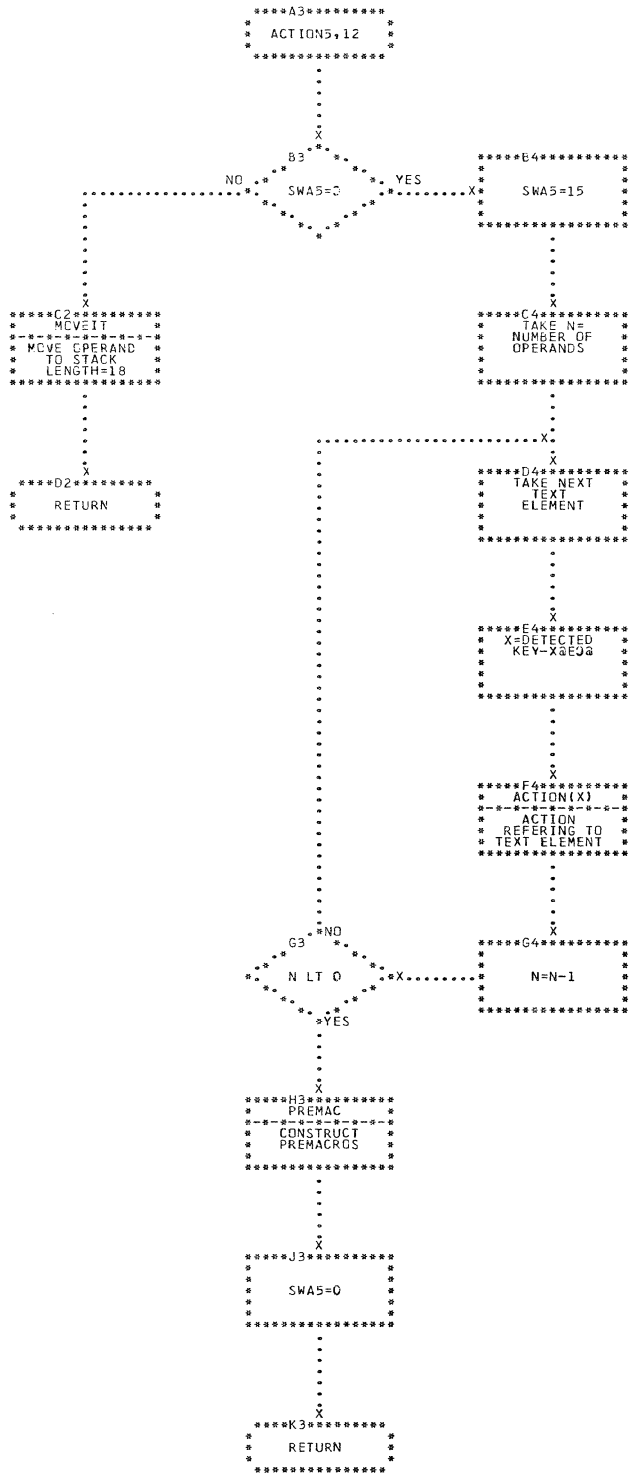 A3
ACTION5,12
B3
NO
SWA5=0
YES
B4
SWA5=15
C2
MOVEIT
MOVE OPERAND
TO STACK
LENGTH=18
C4
TAKE N=
NUMBER OF
OPERANDS
D2
RETURN
D4
TAKE NEXT
TEXT
ELEMENT
E4
X=DETECTED
KEY-X@E0@
F4
ACTION(X)
ACTION
REFERING TO
TEXT ELEMENT
G3
NO
N LT 0
YES
G4
N=N-1
H3
PREMAC
CONSTRUCT
PREMACROS
J3
SWA5=0
K3
RETURN